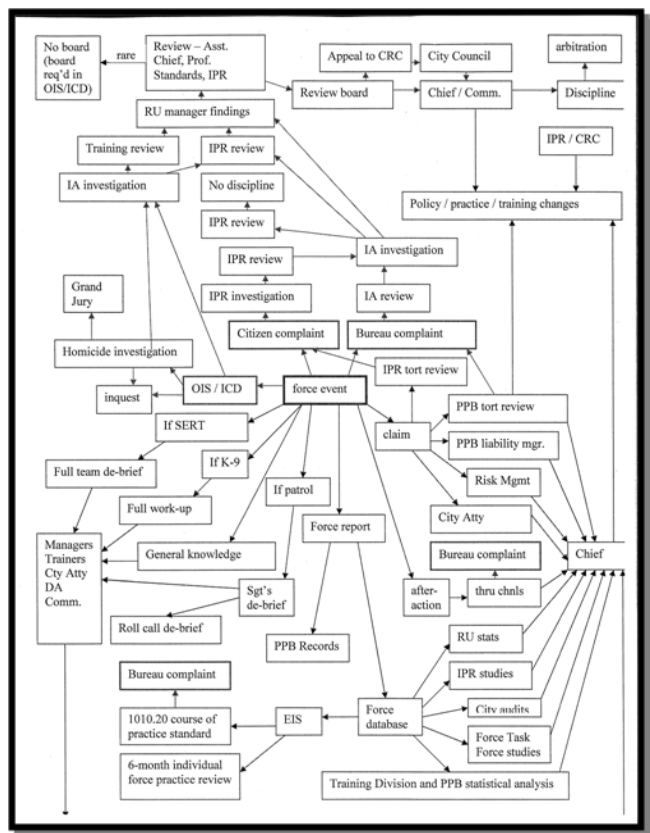 No board
(board
req'd in
OIS/ICD)
rare
Review – Asst.
Chief, Prof.
Standards, IPR
Appeal to CRC
City Council
arbitration
Review board
Chief / Comm.
Discipline
RU manager findings
IPR / CRC
Training review
IPR review
IA investigation
No discipline
Policy / practice / training changes
IPR review
IA investigation
IPR review
Grand
Jury
IPR investigation
IA review
Citizen complaint
Bureau complaint
Homicide investigation
IPR tort review
inquest
OIS / ICD
force event
PPB tort review
If SERT
claim
PPB liability mgr.
Full team de-brief
If K-9
Risk Mgmt
If patrol
Full work-up
Force report
City Atty
Managers
Trainers
Cty Atty
DA
Comm.
General knowledge
Bureau complaint
Chief
Sgt's
de-brief
after-
action
thru chnls
Roll call de-brief
PPB Records
RU stats
Bureau complaint
IPR studies
1010.20 course of
practice standard
EIS
Force
database
City audits
Force Task
Force studies
6-month individual
force practice review
Training Division and PPB statistical analysis